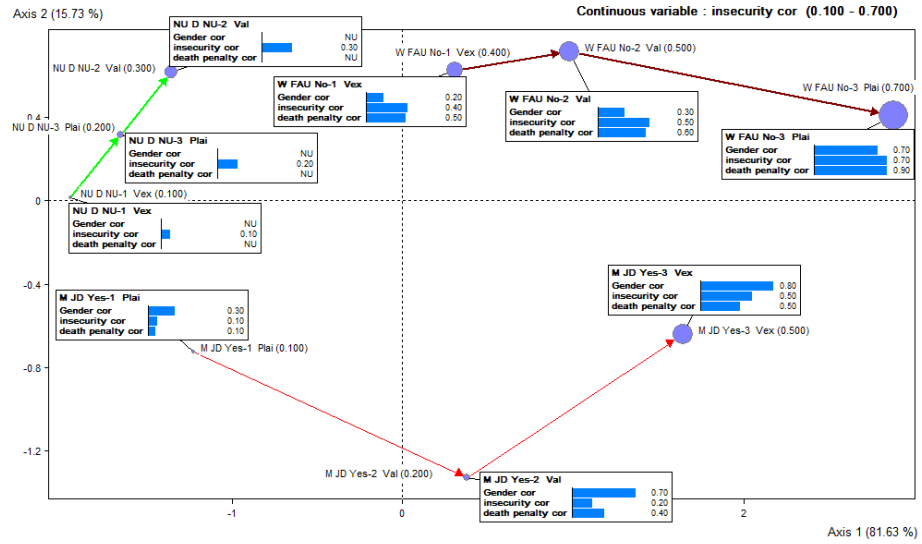 Axis 2 (15.73 %)
Continuous variable : insecurity cor (0.100 - 0.700)
NU D NU-2 Val
Gender cor NU
insecurity cor 0.30
death penalty cor NU
NU D NU-2 Val (0.300)
W FAU No-1 Vex (0.400)
W FAU No-2 Val (0.500)
W FAU No-1 Vex
Gender cor 0.20
insecurity cor 0.40
death penalty cor 0.50
W FAU No-2 Val
Gender cor 0.30
insecurity cor 0.50
death penalty cor 0.60
W FAU No-3 Plai (0.700)
W FAU No-3 Plai
Gender cor 0.70
insecurity cor 0.70
death penalty cor 0.90
NU D NU-3 Plai (0.200)
NU D NU-3 Plai
Gender cor NU
insecurity cor 0.20
death penalty cor NU
NU D NU-1 Vex (0.100)
NU D NU-1 Vex
Gender cor NU
insecurity cor 0.10
death penalty cor NU
0
-0.4
-0.8
-1.2
M JD Yes-1 Plai
Gender cor 0.30
insecurity cor 0.10
death penalty cor 0.10
M JD Yes-1 Plai (0.100)
M JD Yes-3 Vex
Gender cor 0.80
insecurity cor 0.50
death penalty cor 0.50
M JD Yes-3 Vex (0.500)
M JD Yes-2 Val (0.200)
M JD Yes-2 Val
Gender cor 0.70
insecurity cor 0.20
death penalty cor 0.40
-1
0
2
Axis 1 (81.63 %)